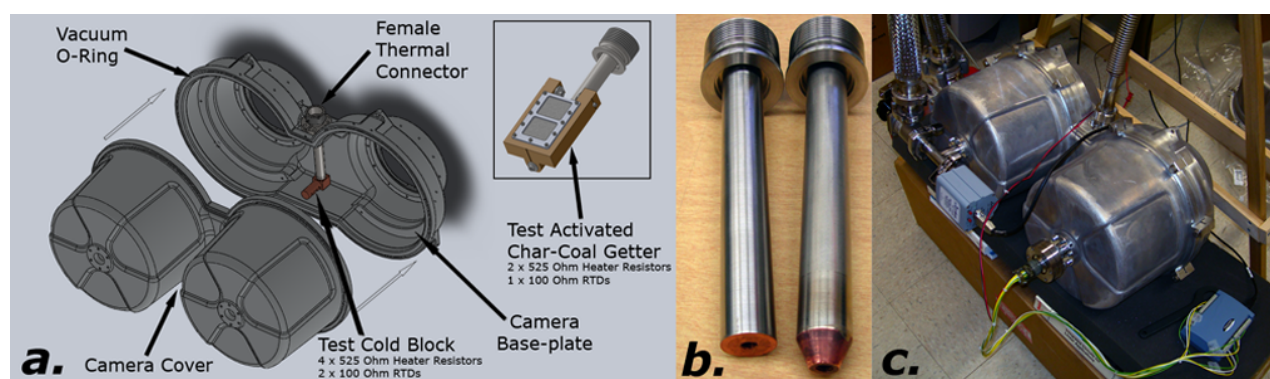 Vacuum
O-Ring
Female
Thermal
Connector
Test Activated
Char-Coal Getter
2 x 525 Ohm Heater Resistors
1 x 100 Ohm RTDs
Camera
Base-plate
Test Cold Block
4 x 525 Ohm Heater Resistors
2 x 100 Ohm RTDs
Camera Cover
a.
b.
c.